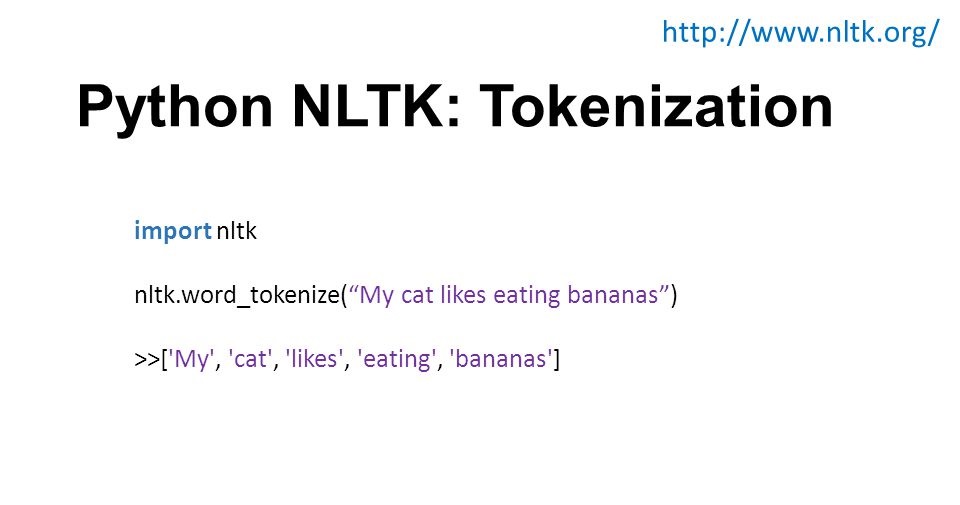 http://www.nltk.org/
Python NLTK: Tokenization
import nltk
nltk.word_tokenize(“My cat likes eating bananas”)
>>['My', 'cat', 'likes', 'eating', 'bananas']